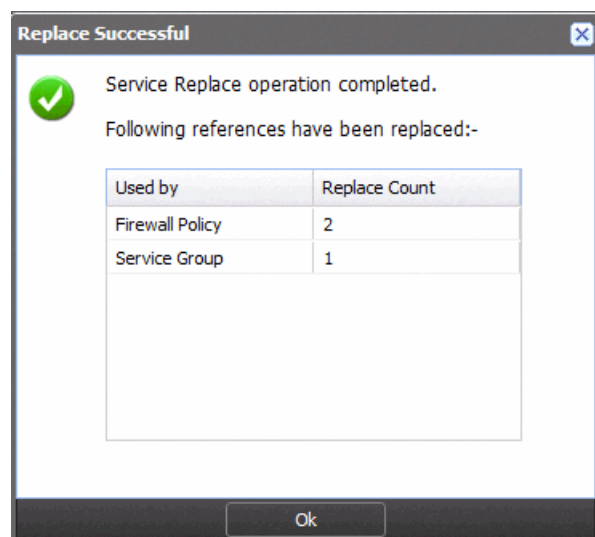 Replace Successful
Service Replace operation completed.
Following references have been replaced:-
Used by Replace Count
Firewall Policy 2
Service Group 1
Ok